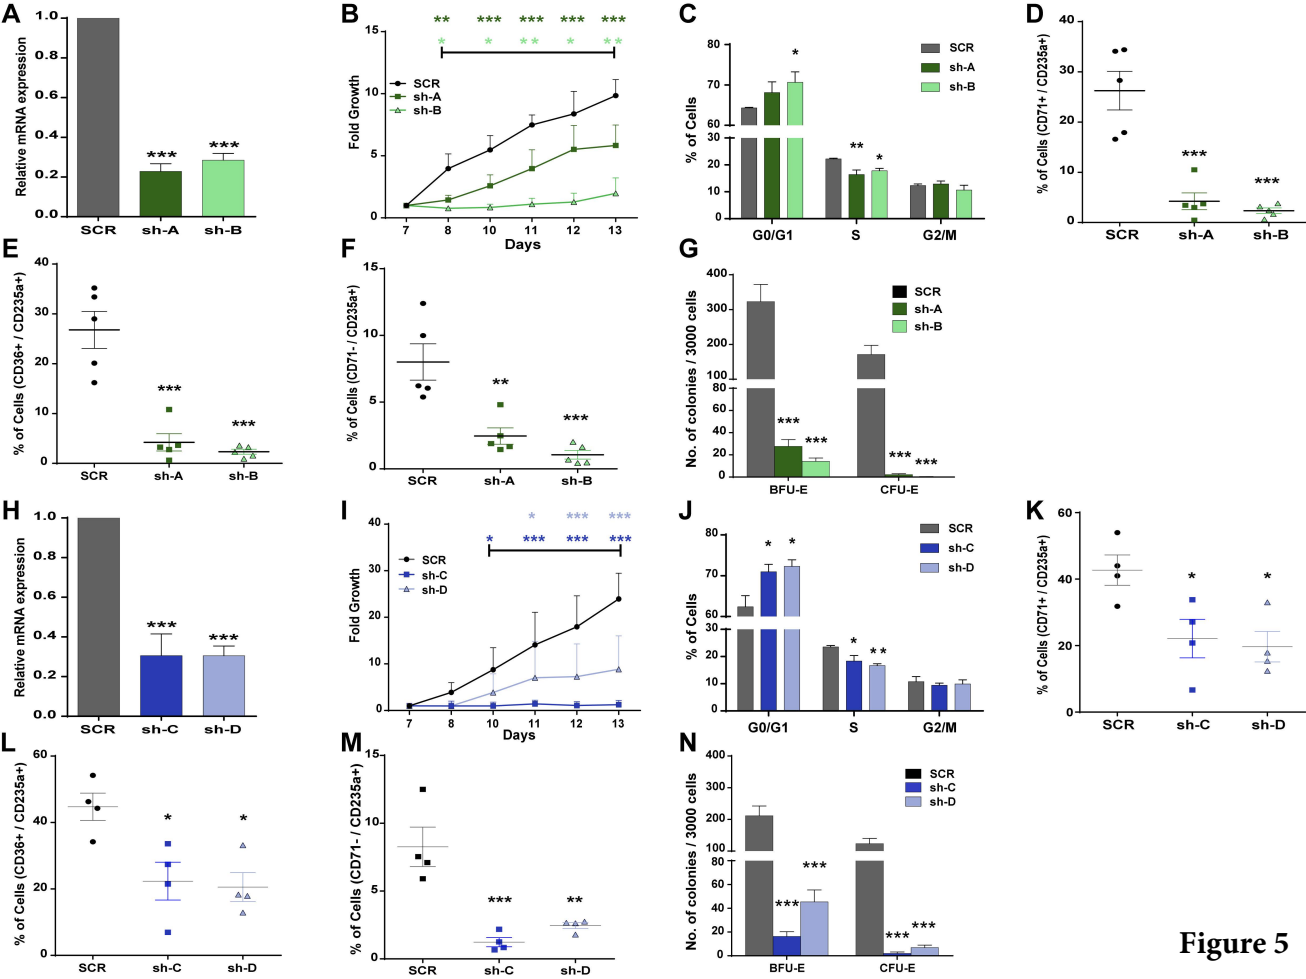 A
Relative mRNA expression
1.0
0.8
0.6
0.4
0.2
0.0
*** ***
SCR sh-A sh-B
B
** *** *** *** ***
* * ** * **
Fold Growth
15
10
5
0
SCR
sh-A
sh-B
7 8 10 11 12 13
Days
C
% of Cells
80
70
60
30
20
10
0
SCR
sh-A
sh-B
*
** *
G0/G1 S G2/M
D
% of Cells (CD71+ / CD235a+)
40
30
20
10
0
*** ***
SCR sh-A sh-B
E
% of Cells (CD36+ / CD235a+)
40
30
20
10
0
*** ***
SCR sh-A sh-B
F
% of Cells (CD71- / CD235a+)
15
10
5
0
** ***
SCR sh-A sh-B
G
No. of colonies / 3000 cells
400
300
200
100
80
60
40
20
0
SCR
sh-A
sh-B
*** *** *** ***
BFU-E CFU-E
H
Relative mRNA expression
1.0
0.8
0.6
0.4
0.2
0.0
*** ***
SCR sh-C sh-D
I
* *** ***
* *** *** ***
Fold Growth
40
30
20
10
0
SCR
sh-C
sh-D
7 8 10 11 12 13
Days
J
% of Cells
80
70
60
30
20
10
0
SCR
sh-C
sh-D
* *
* **
G0/G1 S G2/M
K
% of Cells (CD71+ / CD235a+)
60
40
20
0
* *
SCR sh-C sh-D
L
% of Cells (CD36+ / CD235a+)
60
40
20
0
* *
SCR sh-C sh-D
M
% of Cells (CD71- / CD235a+)
15
10
5
0
*** **
SCR sh-C sh-D
N
No. of colonies / 3000 cells
400
300
200
100
80
60
40
20
0
SCR
sh-C
sh-D
*** *** *** ***
BFU-E CFU-E
Figure 5